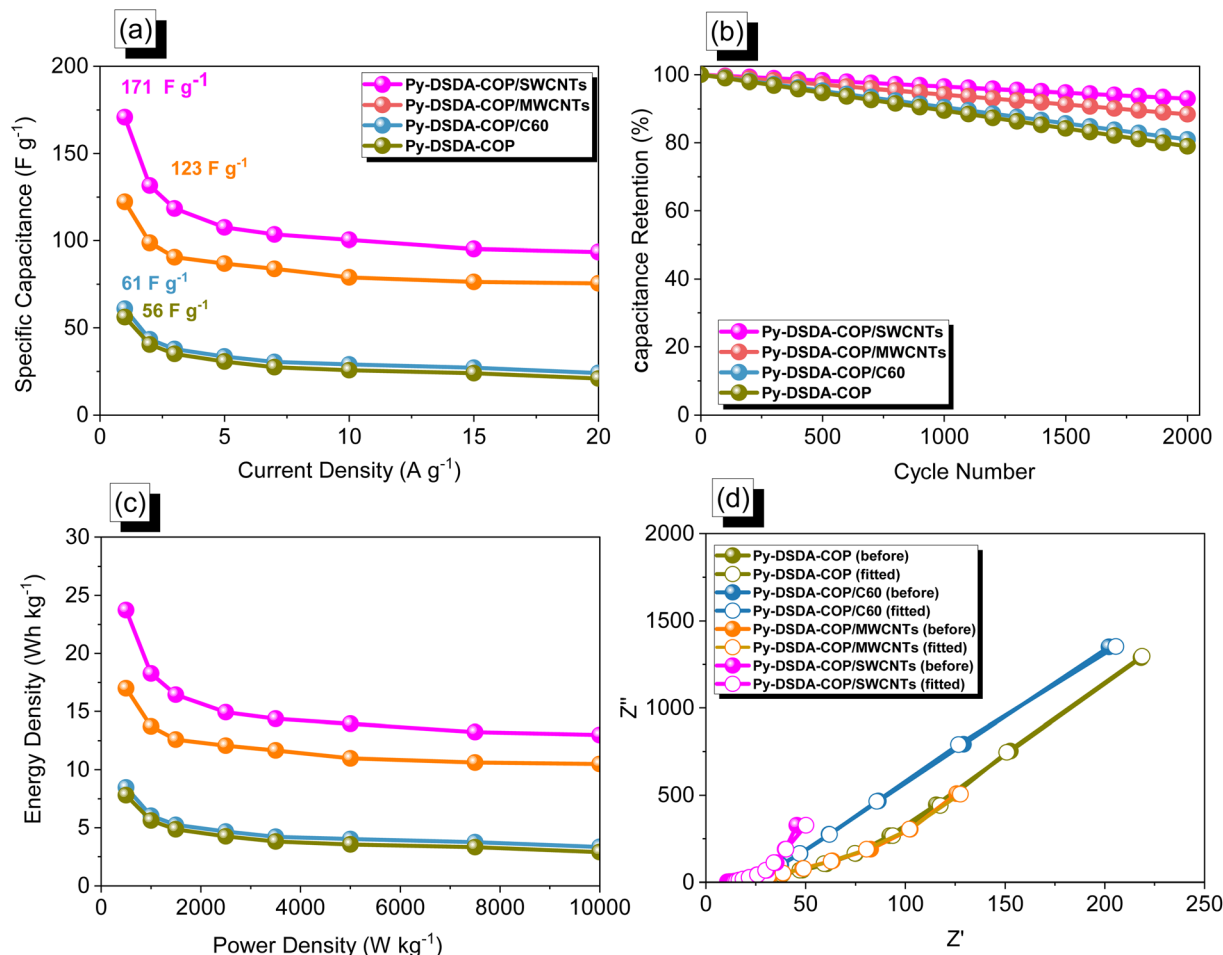 (a)
200
150
100
50
0
0
5
10
15
20
Specific Capacitance (F g⁻¹)
Current Density (A g⁻¹)
171 F g⁻¹
123 F g⁻¹
61 F g⁻¹
56 F g⁻¹
Py-DSDA-COP/SWCNTs
Py-DSDA-COP/MWCNTs
Py-DSDA-COP/C60
Py-DSDA-COP
(b)
100
80
60
40
20
0
0
500
1000
1500
2000
capacitance Retention (%)
Cycle Number
Py-DSDA-COP/SWCNTs
Py-DSDA-COP/MWCNTs
Py-DSDA-COP/C60
Py-DSDA-COP
(c)
30
25
20
15
10
5
0
0
2000
4000
6000
8000
10000
Energy Density (Wh kg⁻¹)
Power Density (W kg⁻¹)
(d)
2000
1500
1000
500
0
0
50
100
150
200
250
Z''
Z'
Py-DSDA-COP (before)
Py-DSDA-COP (fitted)
Py-DSDA-COP/C60 (before)
Py-DSDA-COP/C60 (fitted)
Py-DSDA-COP/MWCNTs (before)
Py-DSDA-COP/MWCNTs (fitted)
Py-DSDA-COP/SWCNTs (before)
Py-DSDA-COP/SWCNTs (fitted)